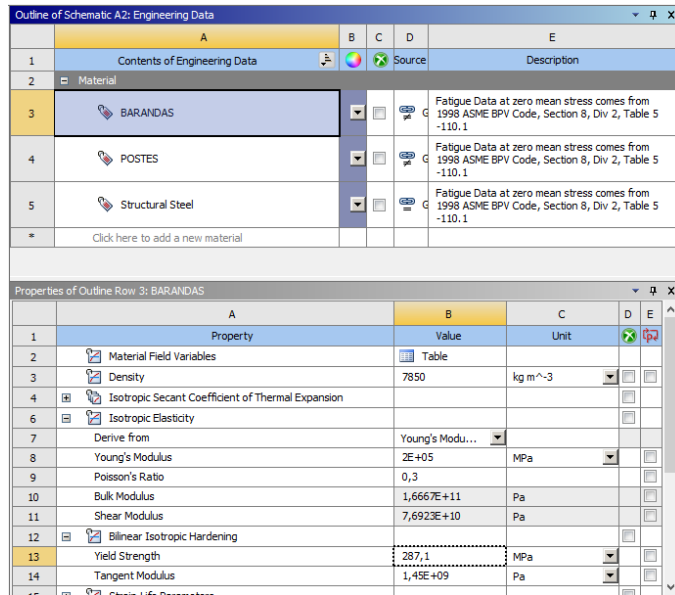 Outline of Schematic A2: Engineering Data
A B C D E
1 Contents of Engineering Data Source Description
2 Material
3 BARANDAS G Fatigue Data at zero mean stress comes from
1998 ASME BPV Code, Section 8, Div 2, Table 5
-110.1
4 POSTES G Fatigue Data at zero mean stress comes from
1998 ASME BPV Code, Section 8, Div 2, Table 5
-110.1
5 Structural Steel G Fatigue Data at zero mean stress comes from
1998 ASME BPV Code, Section 8, Div 2, Table 5
-110.1
* Click here to add a new material
Properties of Outline Row 3: BARANDAS
A B C D E
1 Property Value Unit
2 Material Field Variables Table
3 Density 7850 kg m^-3
4 Isotropic Secant Coefficient of Thermal Expansion
6 Isotropic Elasticity
7 Derive from Young's Modu...
8 Young's Modulus 2E+05 MPa
9 Poisson's Ratio 0,3
10 Bulk Modulus 1,6667E+11 Pa
11 Shear Modulus 7,6923E+10 Pa
12 Bilinear Isotropic Hardening
13 Yield Strength 287,1 MPa
14 Tangent Modulus 1,45E+09 Pa
15 Strain-Life Parameters